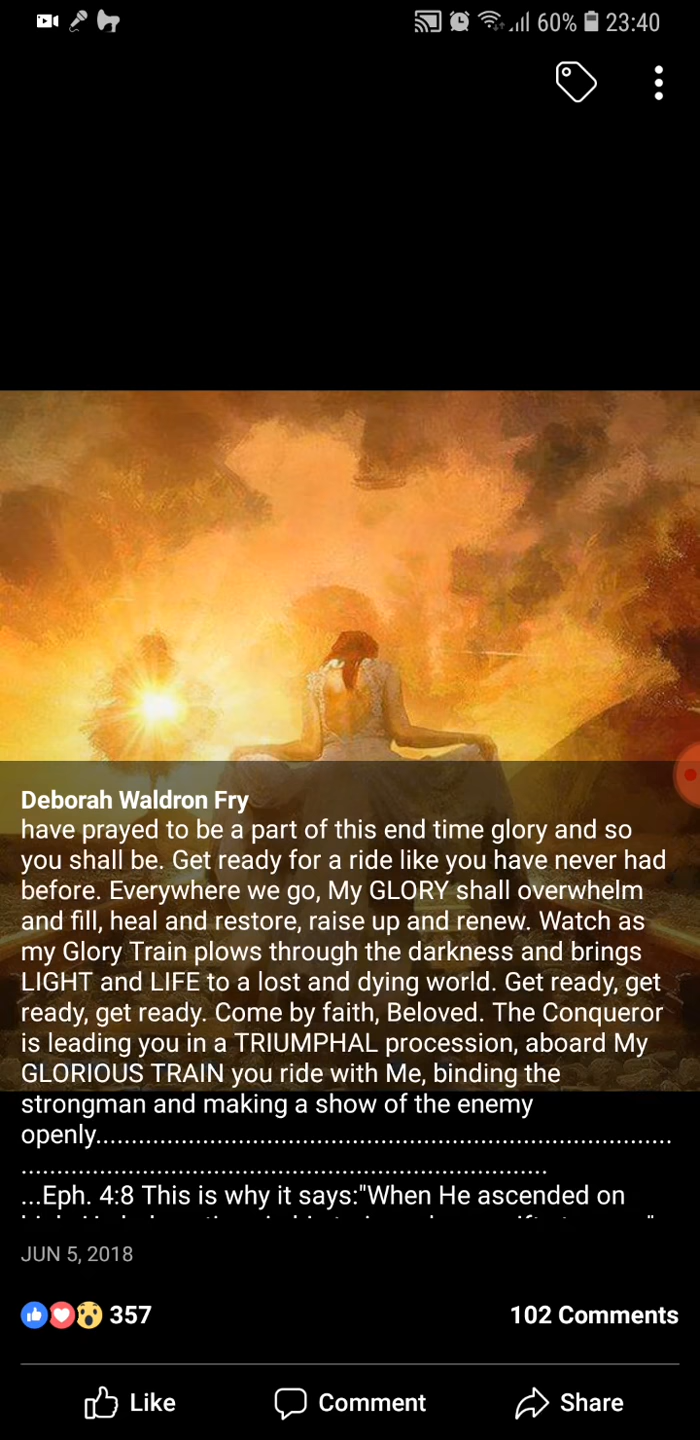 60% 23:40
Deborah Waldron Fry
have prayed to be a part of this end time glory and so
you shall be. Get ready for a ride like you have never had
before. Everywhere we go, My GLORY shall overwhelm
and fill, heal and restore, raise up and renew. Watch as
my Glory Train plows through the darkness and brings
LIGHT and LIFE to a lost and dying world. Get ready, get
ready, get ready. Come by faith, Beloved. The Conqueror
is leading you in a TRIUMPHAL procession, aboard My
GLORIOUS TRAIN you ride with Me, binding the
strongman and making a show of the enemy
openly................................................................................
.........................................................................
...Eph. 4:8 This is why it says:"When He ascended on
JUN 5, 2018
357 102 Comments
Like Comment Share